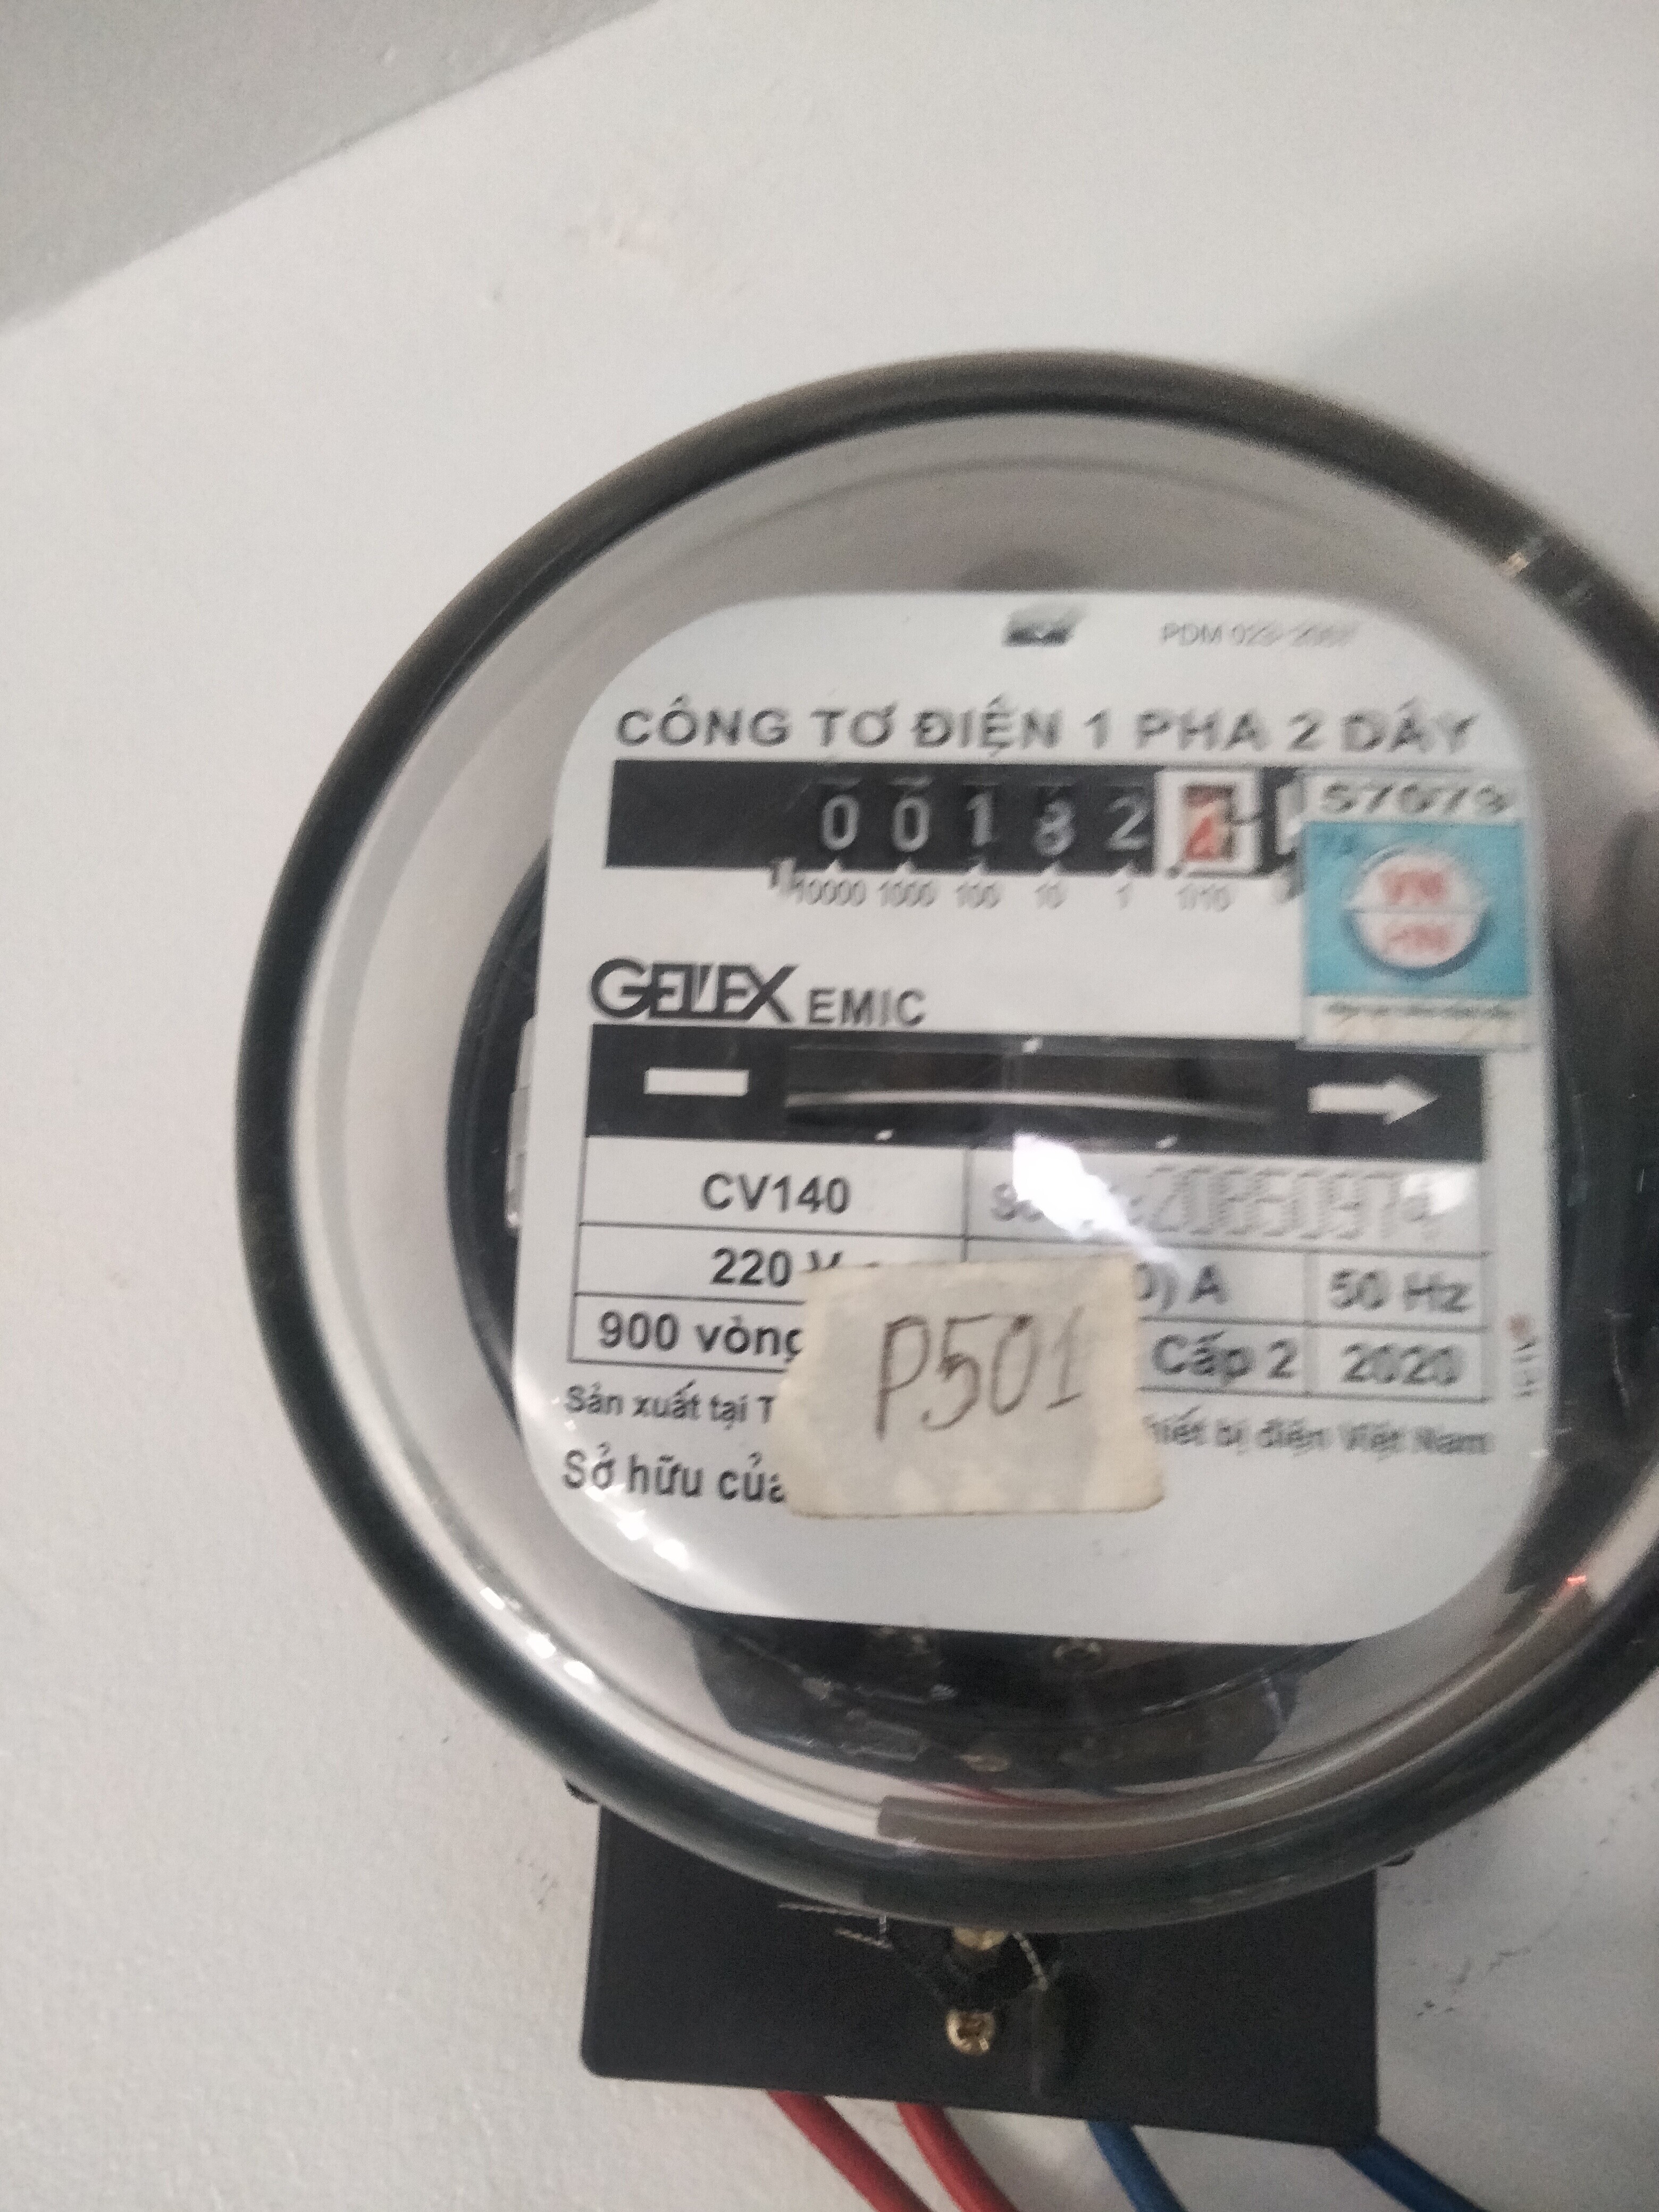 CÔNG TƠ ĐIỆN 1 PHA 2 DÂY
0 0 1 8 2
10000 1000 100 10 1 1/10
GELEX EMIC
CV140
220 V
A
50 Hz
900 vòng
Cấp 2
2020
P501
Sản xuất tại T
thiết bị điện Việt Nam
Sở hữu của